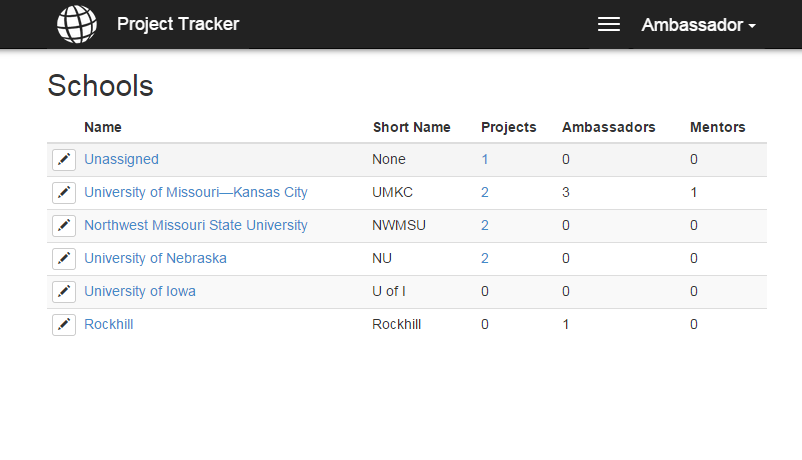 Project Tracker Ambassador
Schools
Name Short Name Projects Ambassadors Mentors
Unassigned None 1 0 0
University of Missouri—Kansas City UMKC 2 3 1
Northwest Missouri State University NWMSU 2 0 0
University of Nebraska NU 2 0 0
University of Iowa U of I 0 0 0
Rockhill Rockhill 0 1 0